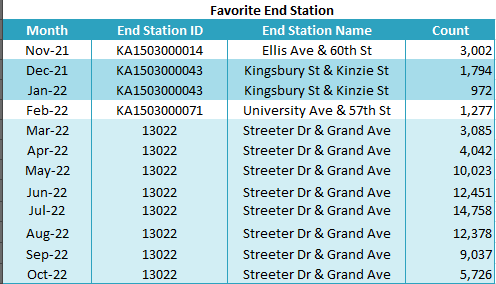 Favorite End Station
Month End Station ID End Station Name Count
Nov-21 KA1503000014 Ellis Ave & 60th St 3,002
Dec-21 KA1503000043 Kingsbury St & Kinzie St 1,794
Jan-22 KA1503000043 Kingsbury St & Kinzie St 972
Feb-22 KA1503000071 University Ave & 57th St 1,277
Mar-22 13022 Streeter Dr & Grand Ave 3,085
Apr-22 13022 Streeter Dr & Grand Ave 4,042
May-22 13022 Streeter Dr & Grand Ave 10,023
Jun-22 13022 Streeter Dr & Grand Ave 12,451
Jul-22 13022 Streeter Dr & Grand Ave 14,758
Aug-22 13022 Streeter Dr & Grand Ave 12,378
Sep-22 13022 Streeter Dr & Grand Ave 9,037
Oct-22 13022 Streeter Dr & Grand Ave 5,726